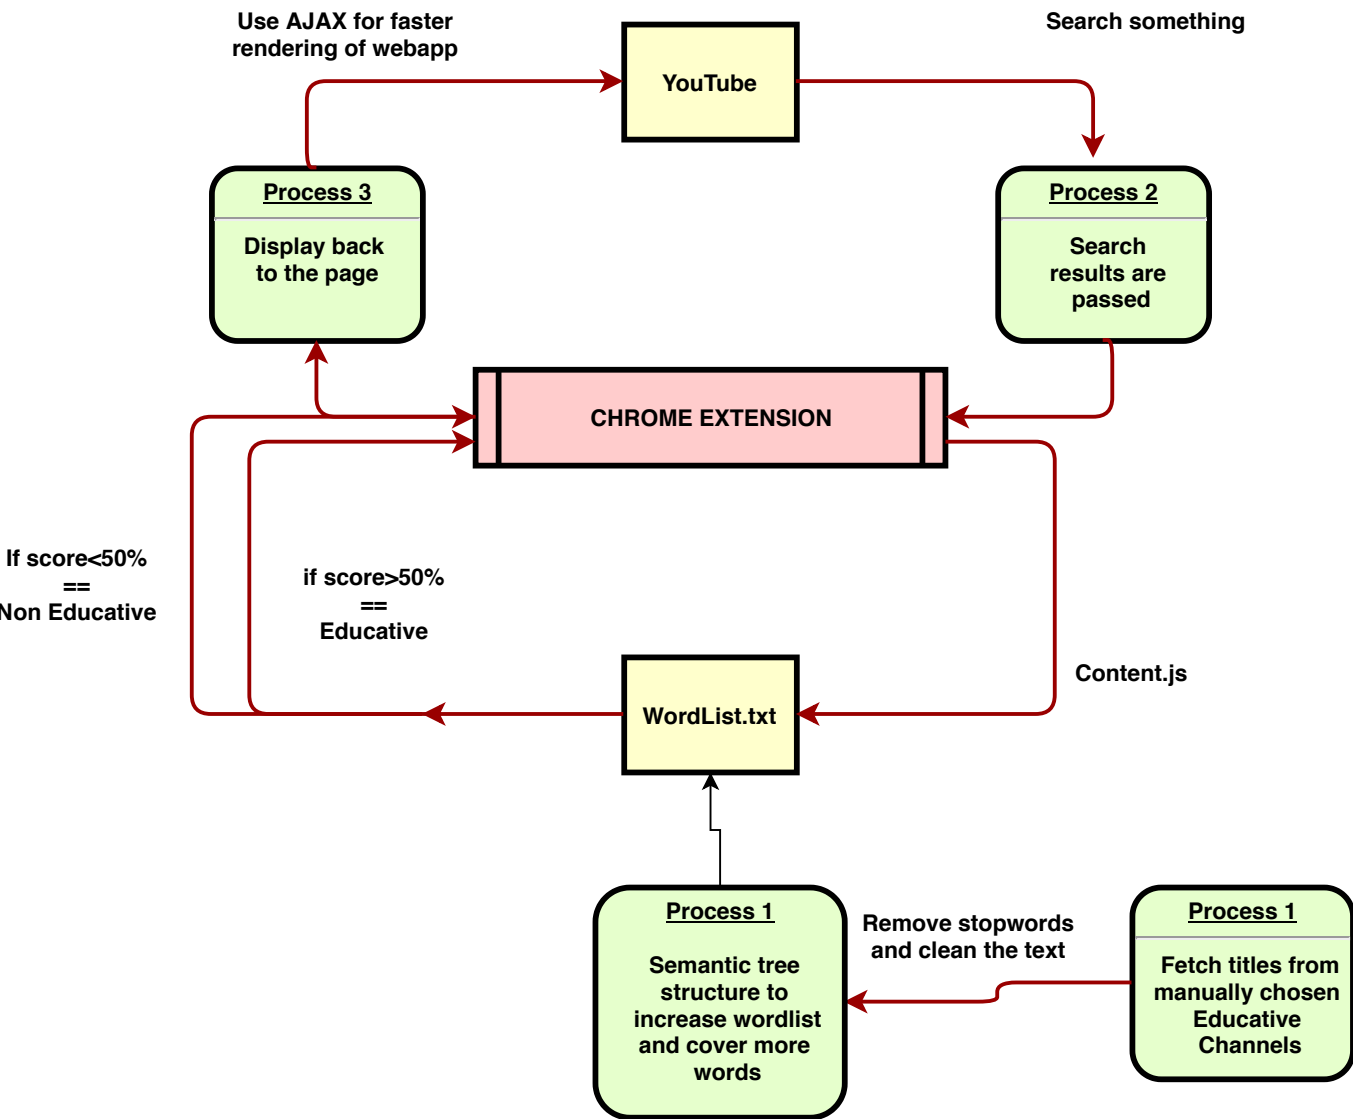 Use AJAX for faster
rendering of webapp
YouTube
Search something
Process 3
Display back
to the page
Process 2
Search
results are
passed
CHROME EXTENSION
If score<50%
==
Non Educative
if score>50%
==
Educative
Content.js
WordList.txt
Process 1
Semantic tree
structure to
increase wordlist
and cover more
words
Remove stopwords
and clean the text
Process 1
Fetch titles from
manually chosen
Educative
Channels